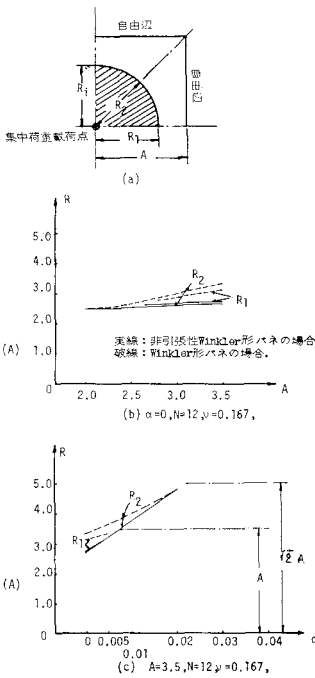 自由辺
自由辺
R₁
R₂
集中荷重載荷点
R₁
A
(a)
R
5.0
4.0
3.0
2.0
1.0
0
(A)
R₂
R₁
実線：非引張性Winkler形バネの場合
破線：Winkler形バネの場合.
2.0 2.5 3.0 3.5 A
(b) α=0,N=12,ν=0.167,
R
5.0
4.0
3.0
2.0
1.0
0
(A)
R₂
R₁
A
√2 A
0 0.005 0.01 0.02 0.03 0.04 α
(c) A=3.5,N=12,ν=0.167,